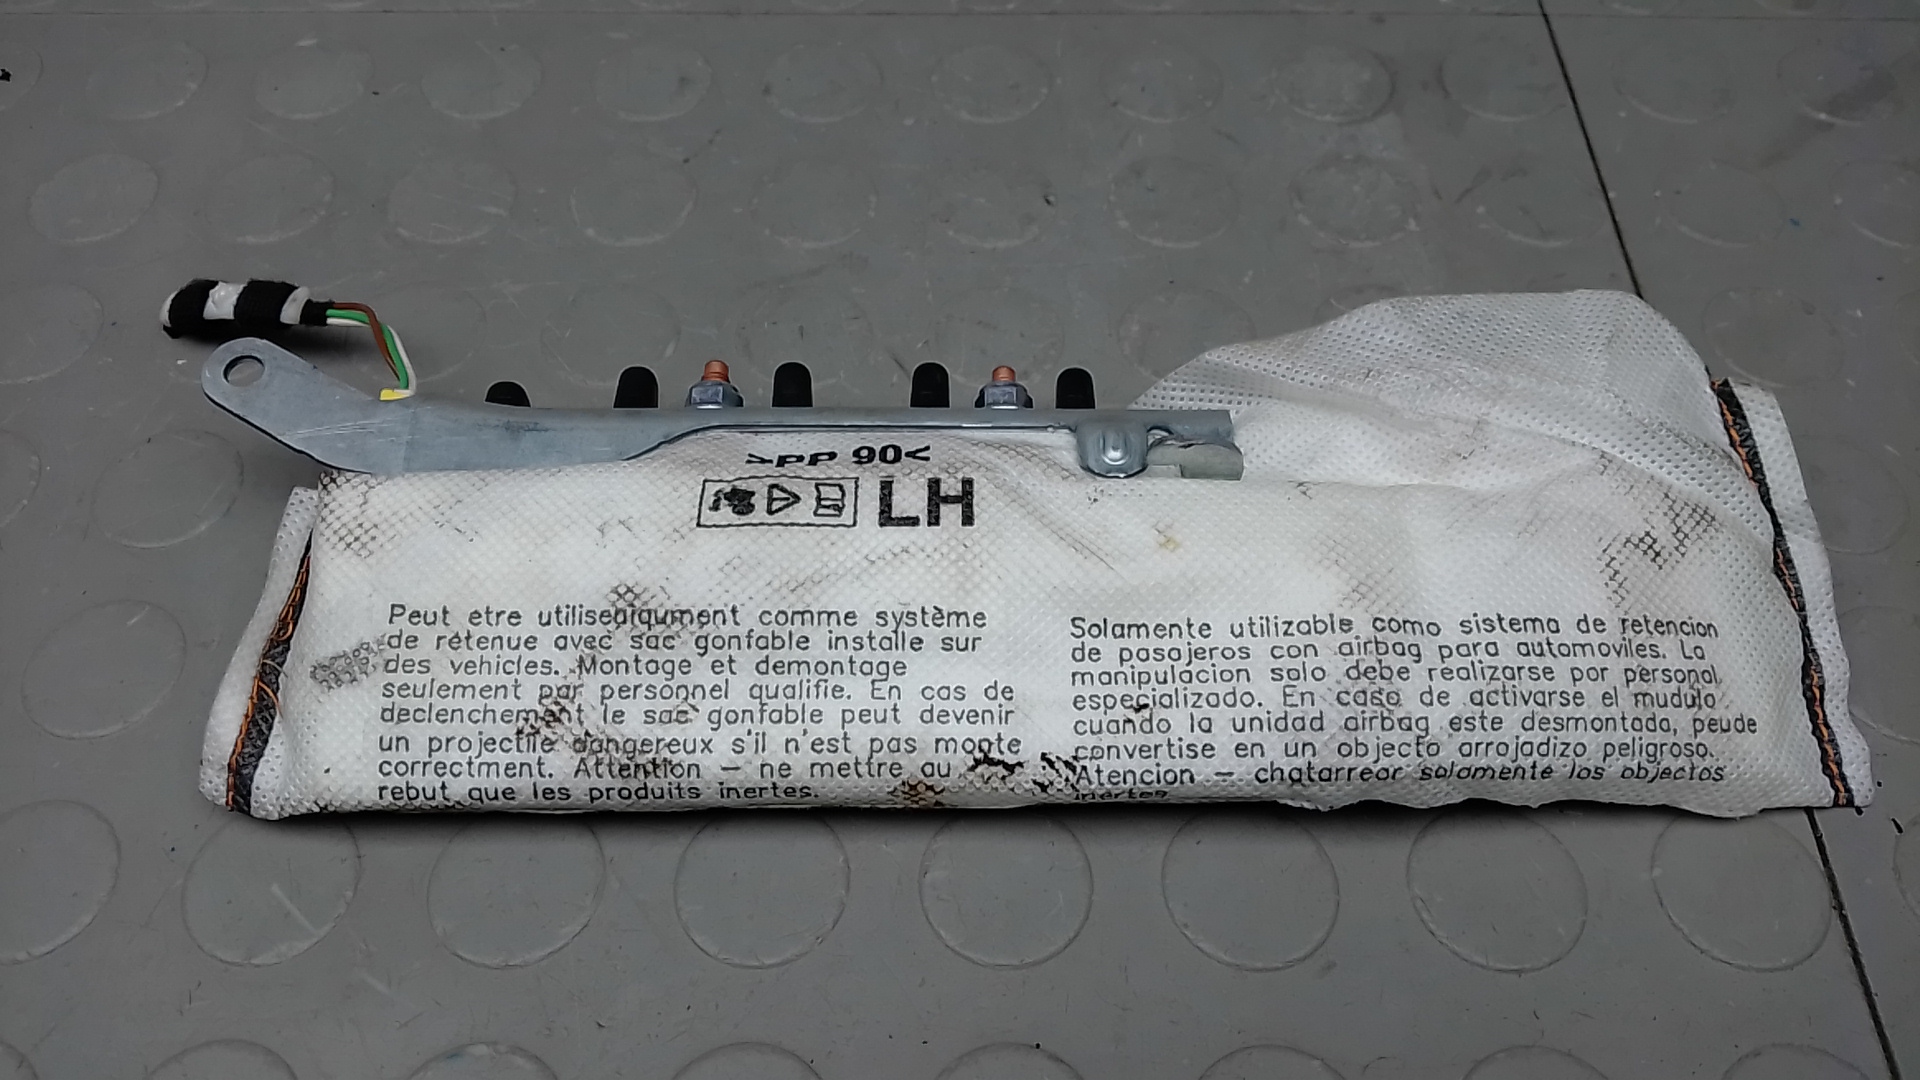 >PP 90<
LH
Peut etre utiliseaiqument comme système
de retenue avec sac gonfable installe sur
des vehicles. Montage et demontage
seulement par personnel qualifie. En cas de
declenchement le sac gonfable peut devenir
un projectile dangereux s'il n'est pas monte
correctment. Attention – ne mettre au
rebut que les produits inertes.
Solamente utilizable como sistema de retencion
de pasajeros con airbag para automoviles. La
manipulacion solo debe realizarse por personal
especializado. En caso de activarse el mudulo
cuando la unidad airbag este desmontada, peude
convertise en un objecto arrojadizo peligroso.
Atencion – chatarrear solamente los objectos
inertes